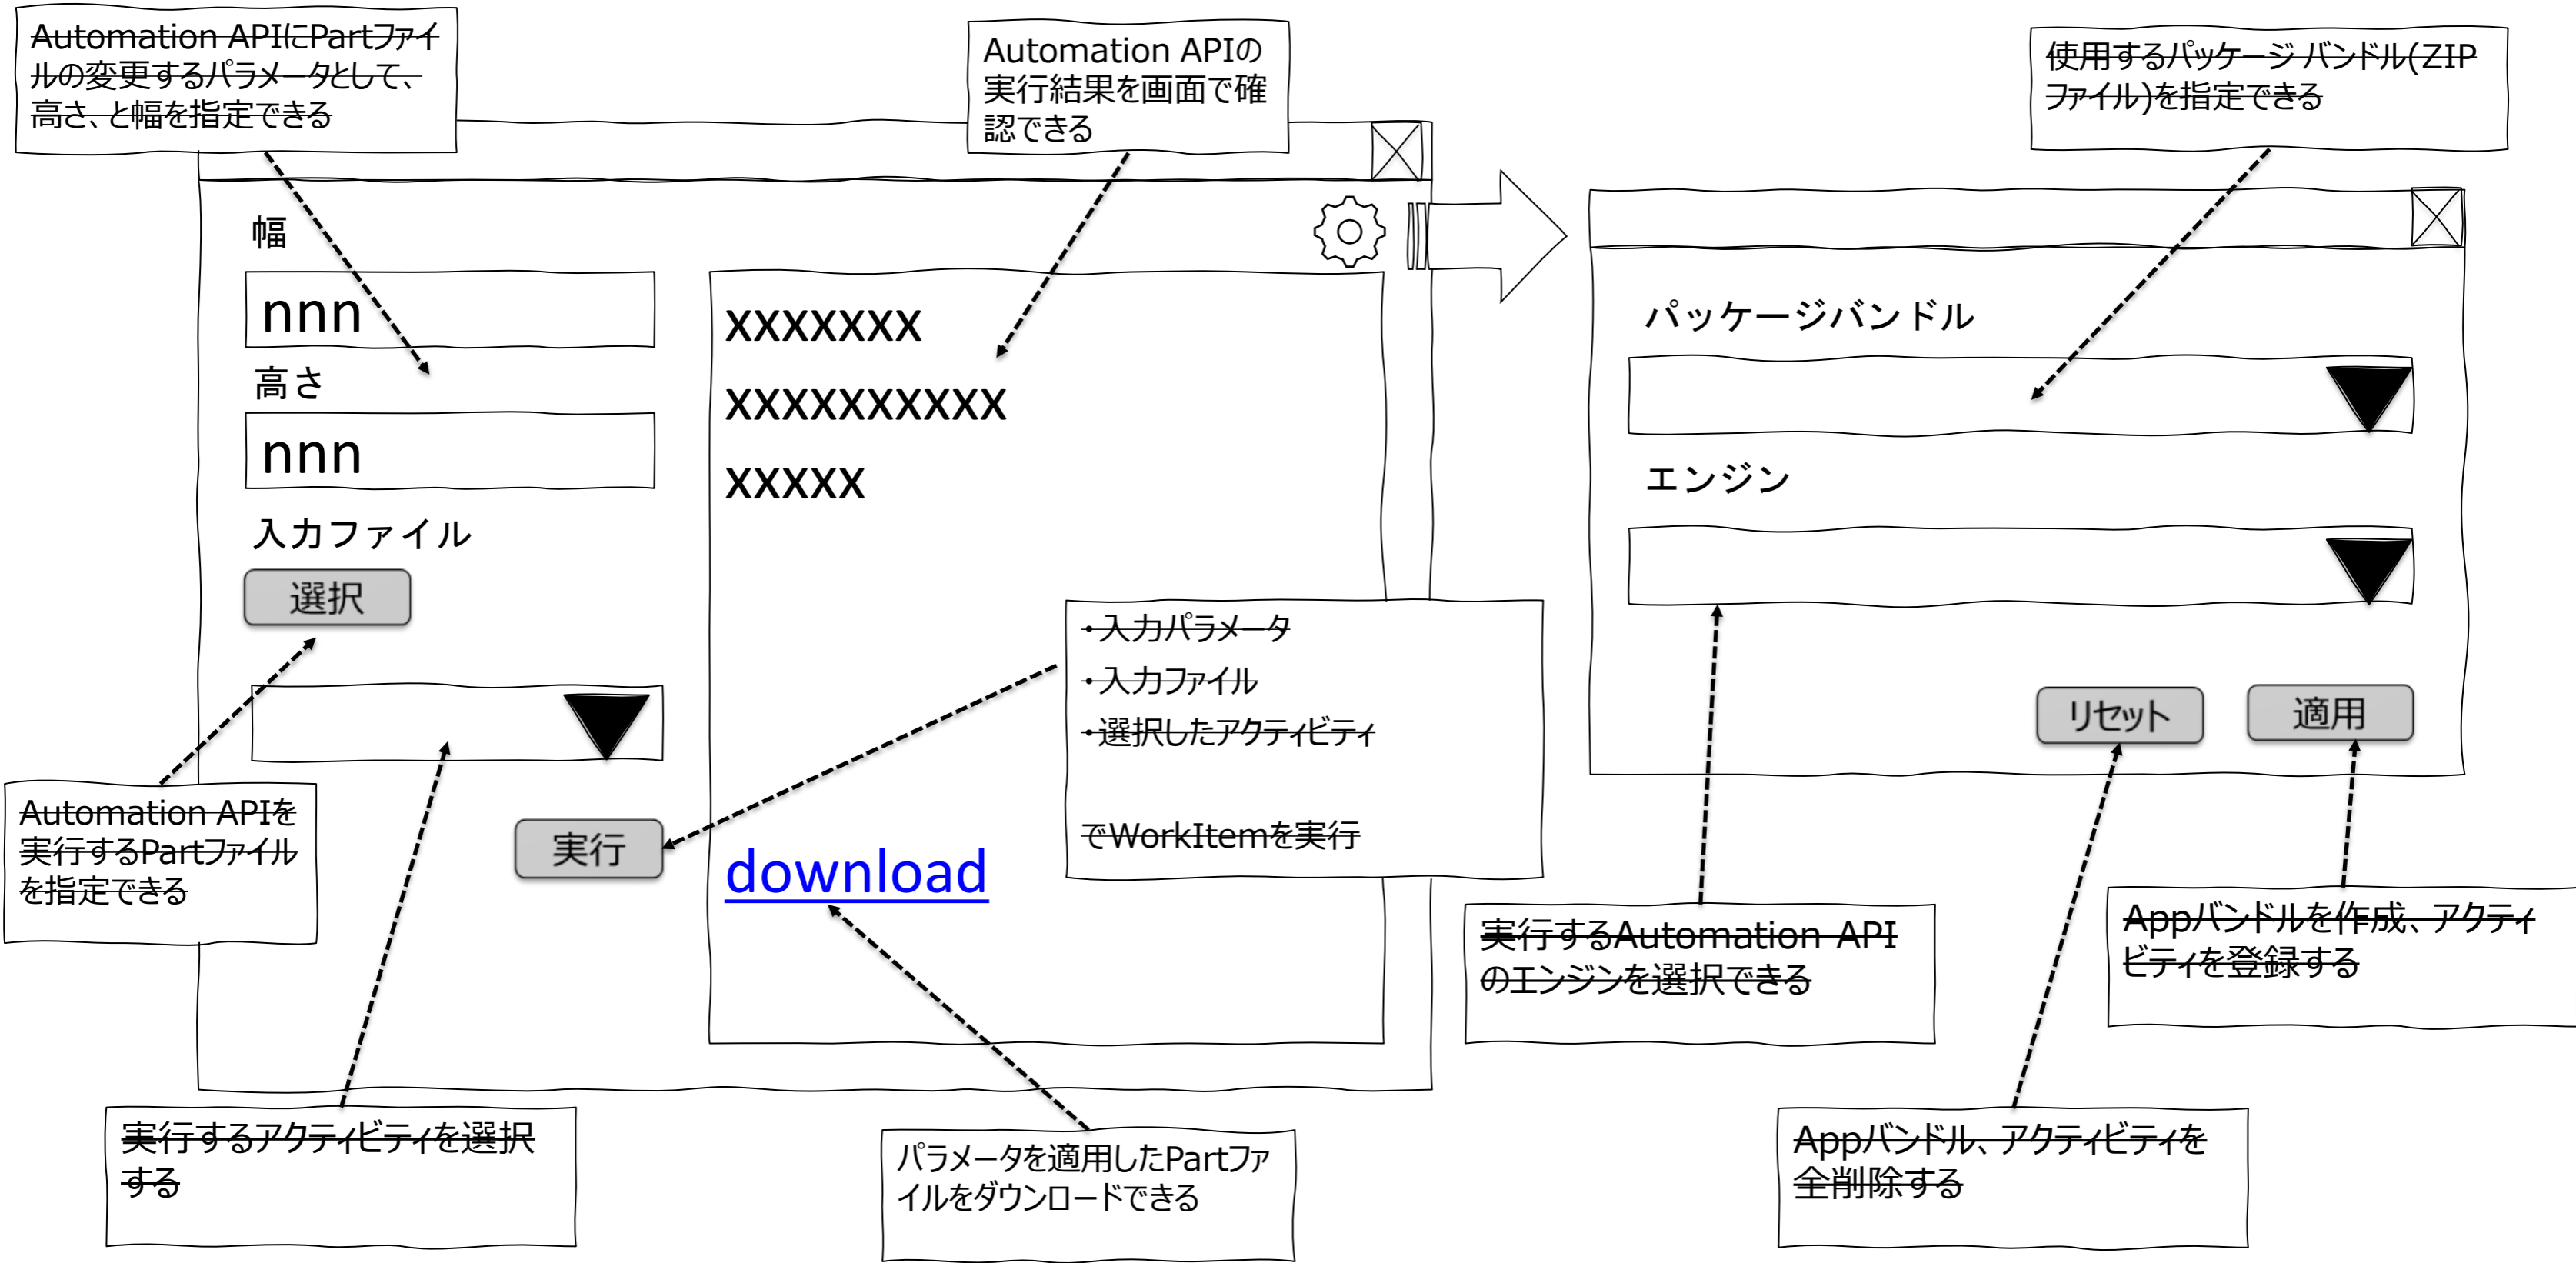 Automation APIにPartファイ
ルの変更するパラメータとして、
高さ、と幅を指定できる
Automation APIの
実行結果を画面で確
認できる
使用するパッケージ バンドル(ZIP
ファイル)を指定できる
幅
nnn
高さ
nnn
入力ファイル
選択
実行
xxxxxxx
xxxxxxxxxx
xxxxx
download
・入力パラメータ
・入力ファイル
・選択したアクティビティ
でWorkItemを実行
パッケージバンドル
エンジン
リセット
適用
Automation APIを
実行するPartファイル
を指定できる
実行するAutomation API
のエンジンを選択できる
Appバンドルを作成、アクティ
ビティを登録する
実行するアクティビティを選択
する
パラメータを適用したPartファ
イルをダウンロードできる
Appバンドル、アクティビティを
全削除する